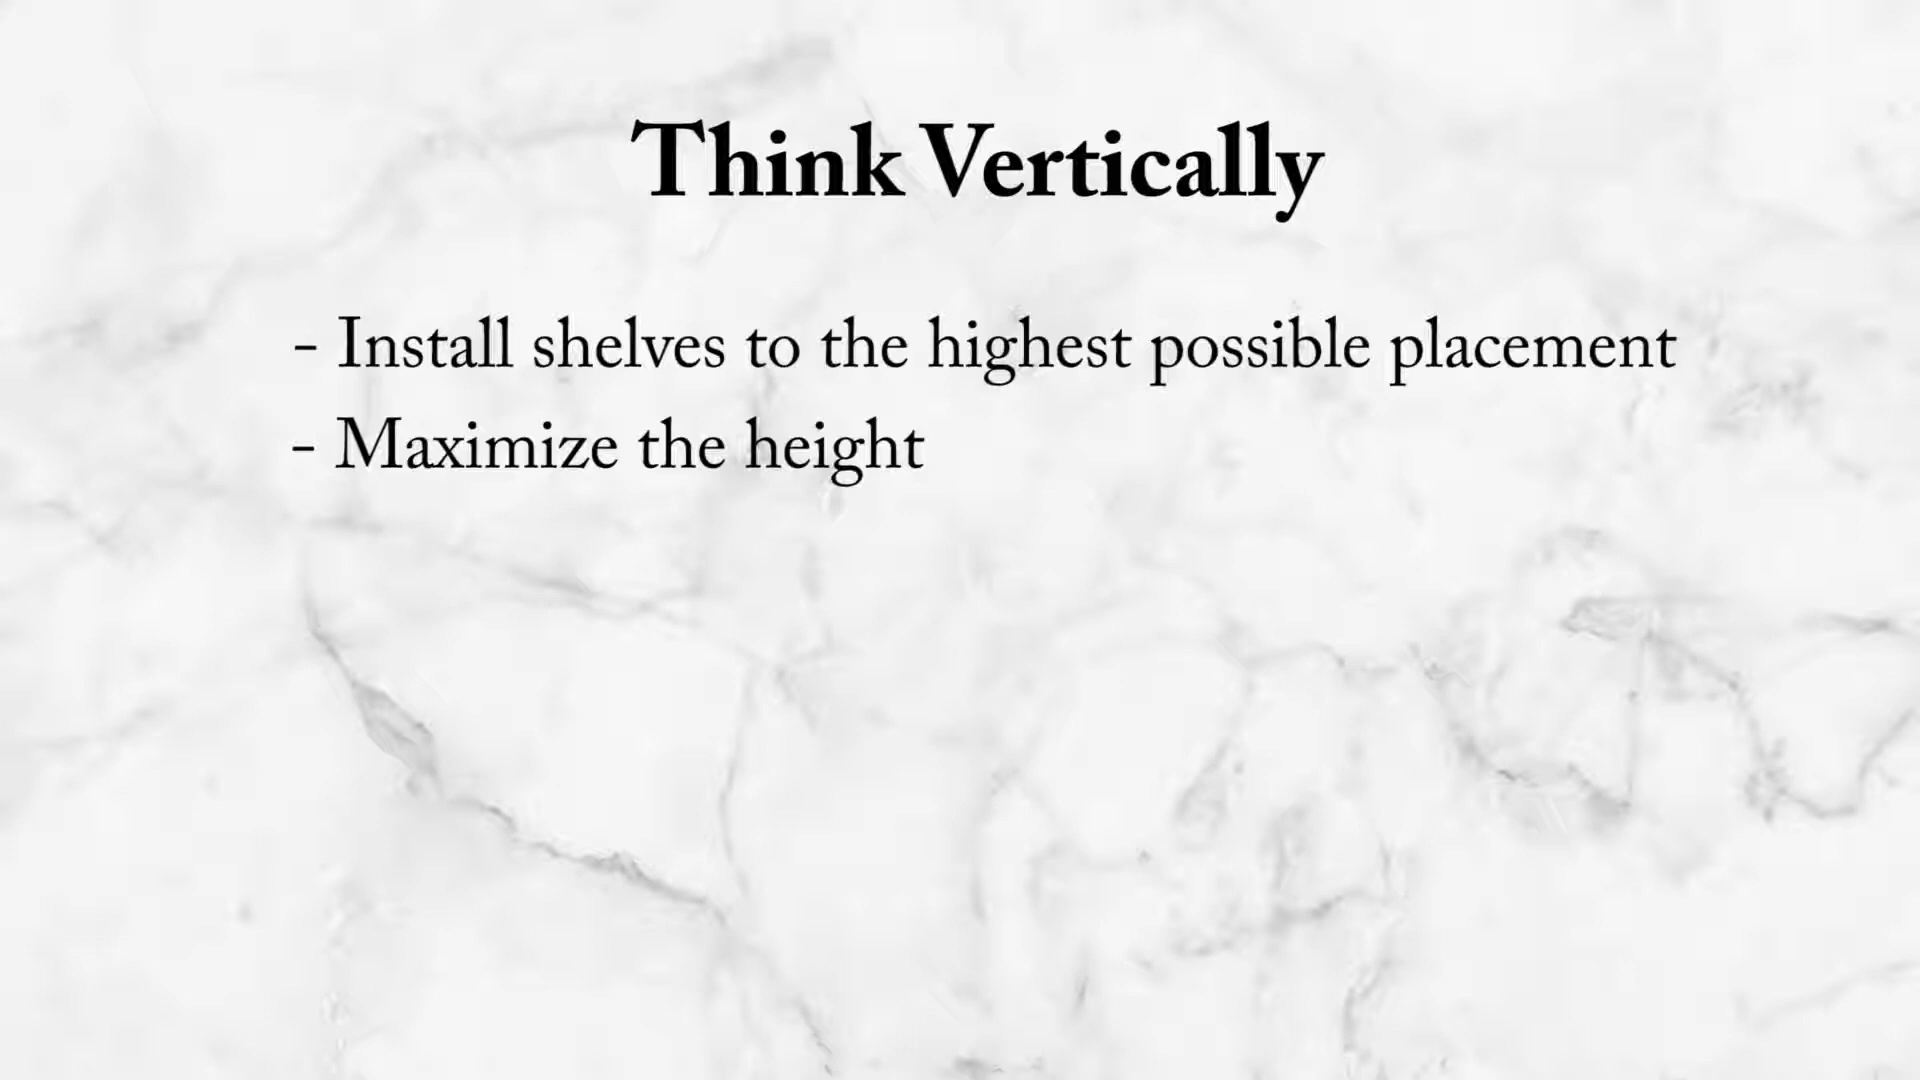 Think Vertically
- Install shelves to the highest possible placement
- Maximize the height